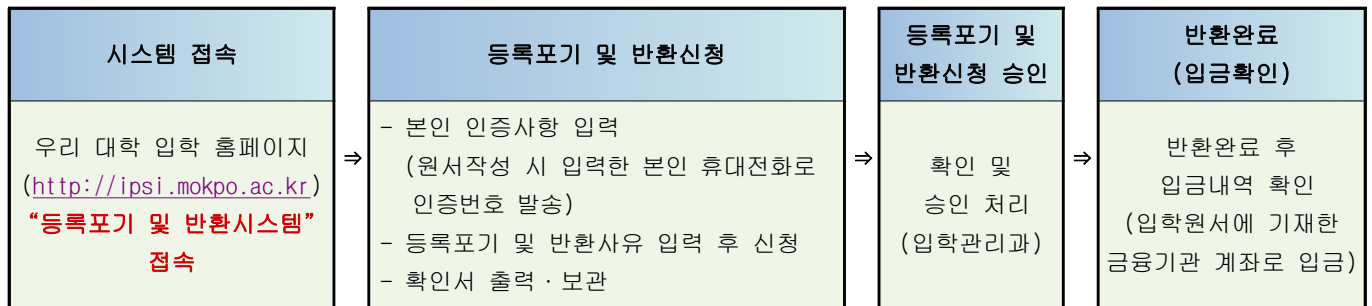 시스템 접속
우리 대학 입학 홈페이지
(http://ipsi.mokpo.ac.kr)
“등록포기 및 반환시스템”
접속
⇒
등록포기 및 반환신청
- 본인 인증사항 입력
(원서작성 시 입력한 본인 휴대전화로
인증번호 발송)
- 등록포기 및 반환사유 입력 후 신청
- 확인서 출력 · 보관
⇒
등록포기 및
반환신청 승인
확인 및
승인 처리
(입학관리과)
⇒
반환완료
(입금확인)
반환완료 후
입금내역 확인
(입학원서에 기재한
금융기관 계좌로 입금)